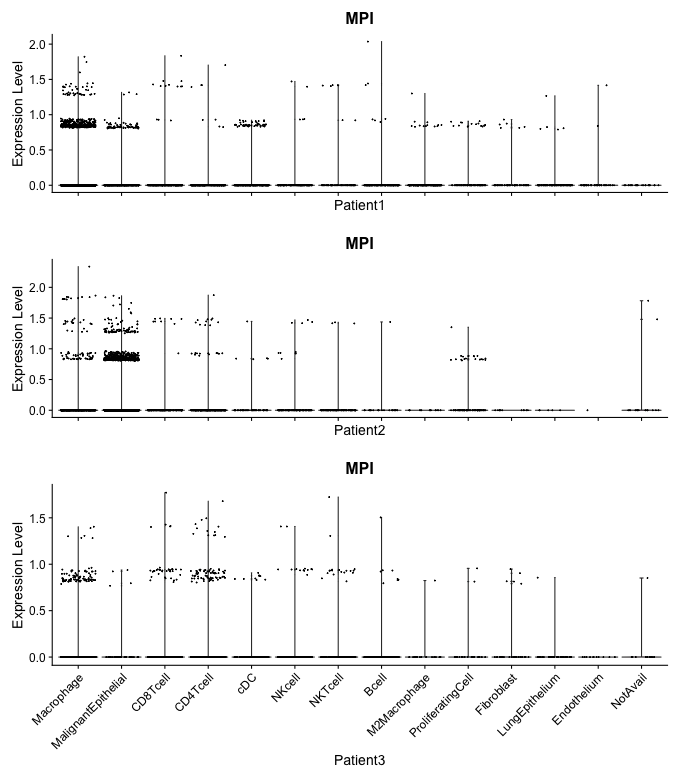 MPI
Expression Level
2.0
1.5
1.0
0.5
0.0
Patient1
MPI
Expression Level
2.0
1.5
1.0
0.5
0.0
Patient2
MPI
Expression Level
1.5
1.0
0.5
0.0
Macrophage
MalignantEpithelial
CD8Tcell
CD4Tcell
cDC
NKcell
NKTcell
Bcell
M2Macrophage
ProliferatingCell
Fibroblast
LungEpithelium
Endothelium
NotAvail
Patient3